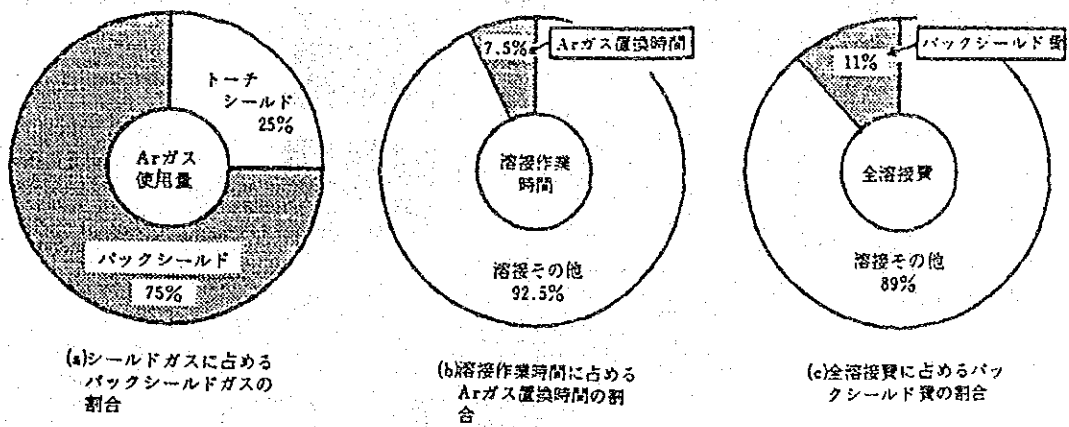 トーチ
シールド
25%
Arガス
使用量
バックシールド
75%
(a)シールドガスに占める
バックシールドガスの
割合
7.5%
Arガス置換時間
溶接作業
時間
溶接その他
92.5%
(b)溶接作業時間に占める
Arガス置換時間の割
合
11%
バックシールド費
全溶接費
溶接その他
89%
(c)全溶接費に占めるバッ
クシールド費の割合